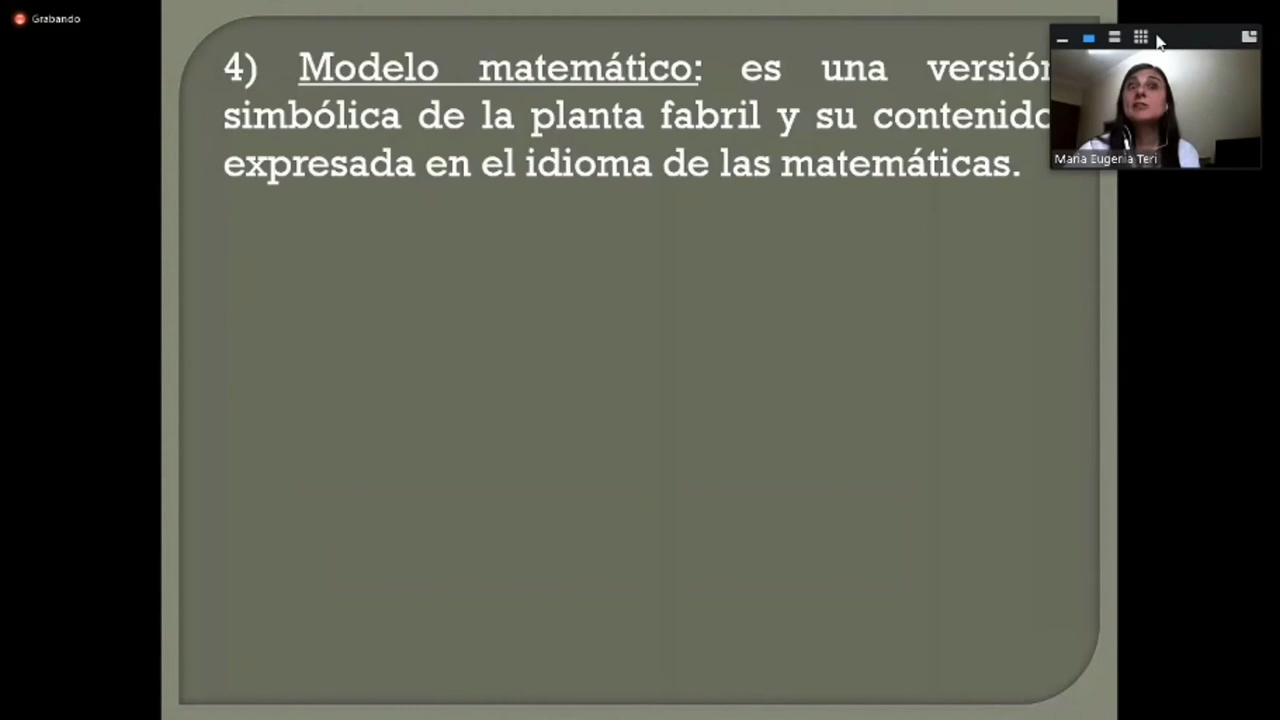 Grabando
4) Modelo matemático: es una versión
simbólica de la planta fabril y su contenido
expresada en el idioma de las matemáticas.
Maria Eugenia Teri